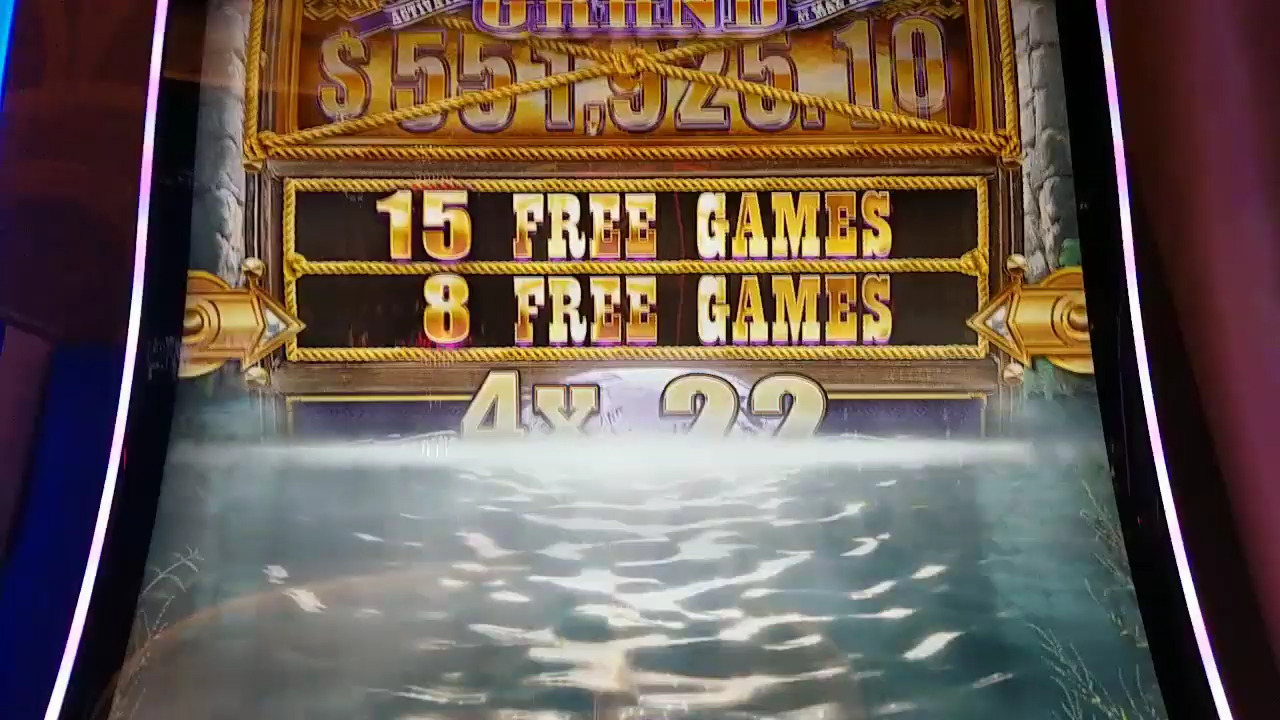 GRAND
$551,925.10
15 FREE GAMES
8 FREE GAMES
4x 22